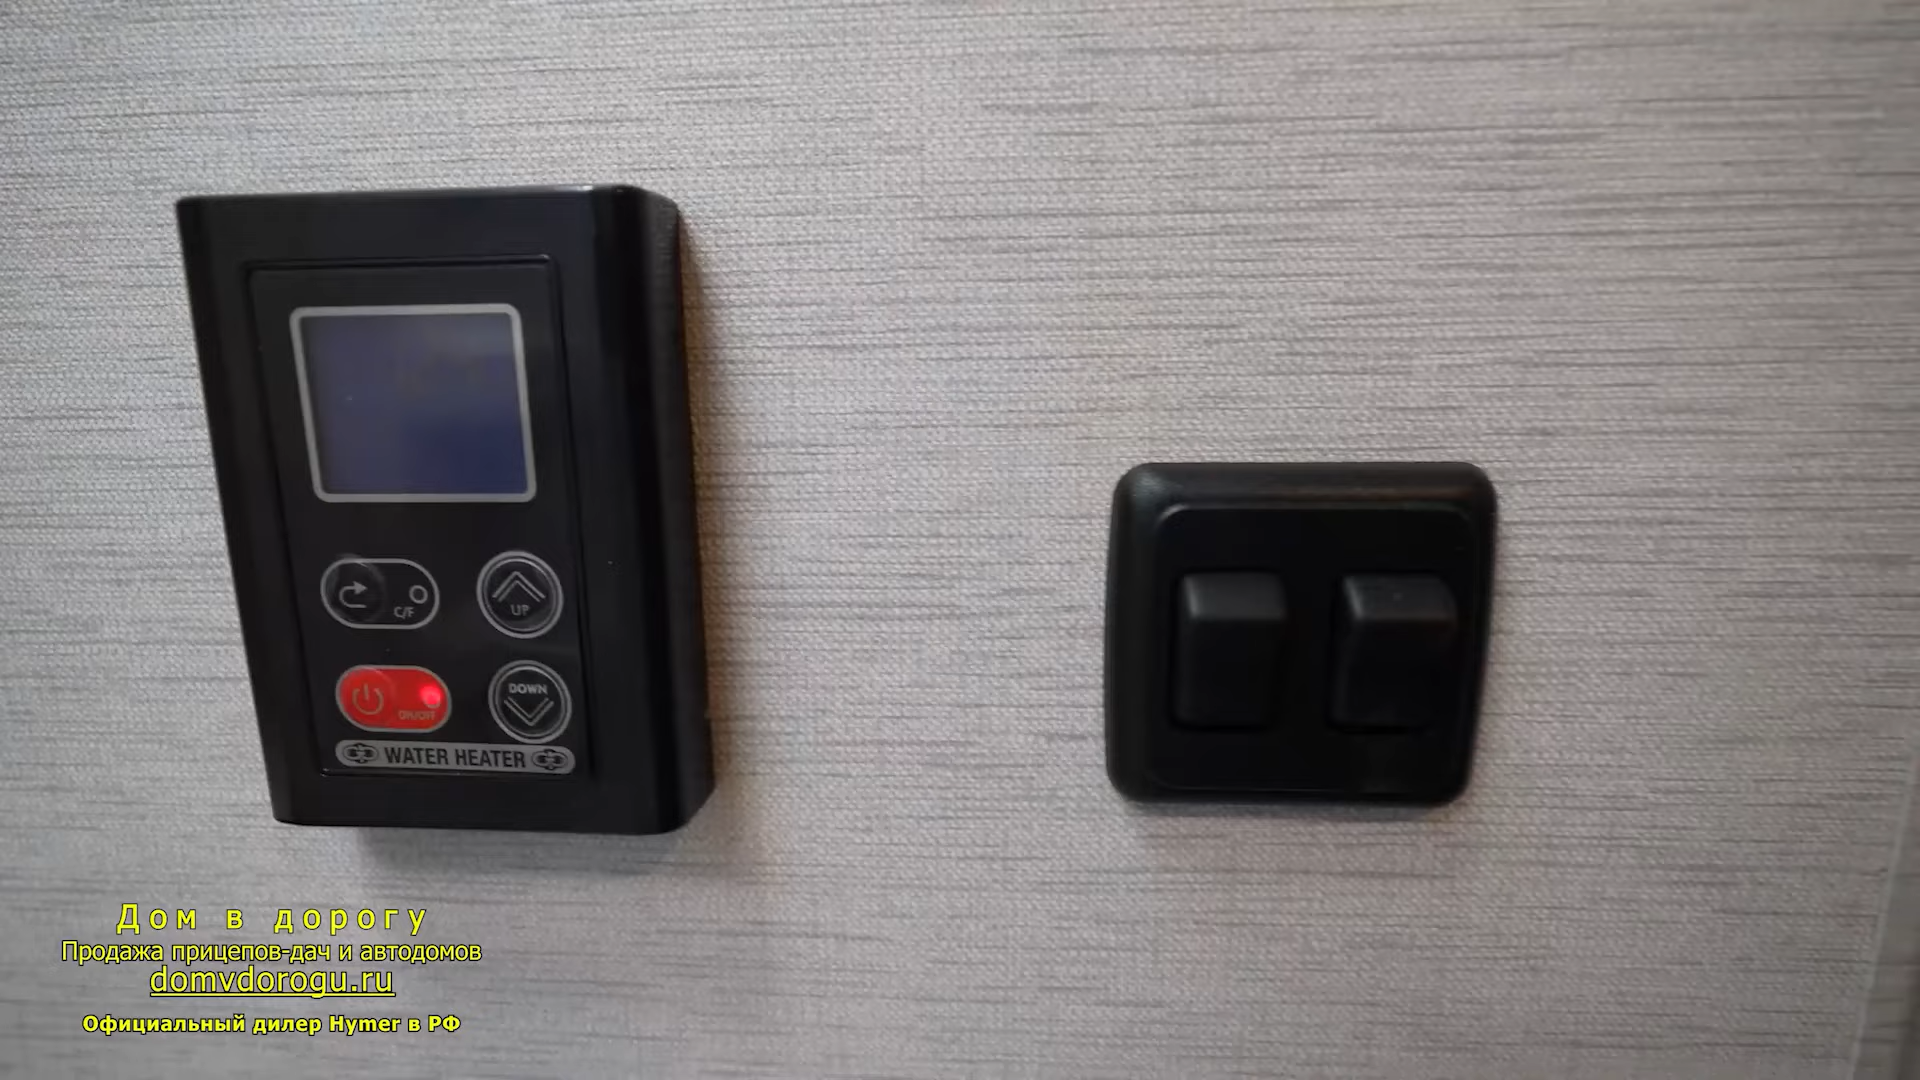 C/F
UP
ON/OFF
DOWN
WATER HEATER
Дом в дорогу
Продажа прицепов-дач и автодомов
domvdorogu.ru
Официальный дилер Hymer в РФ